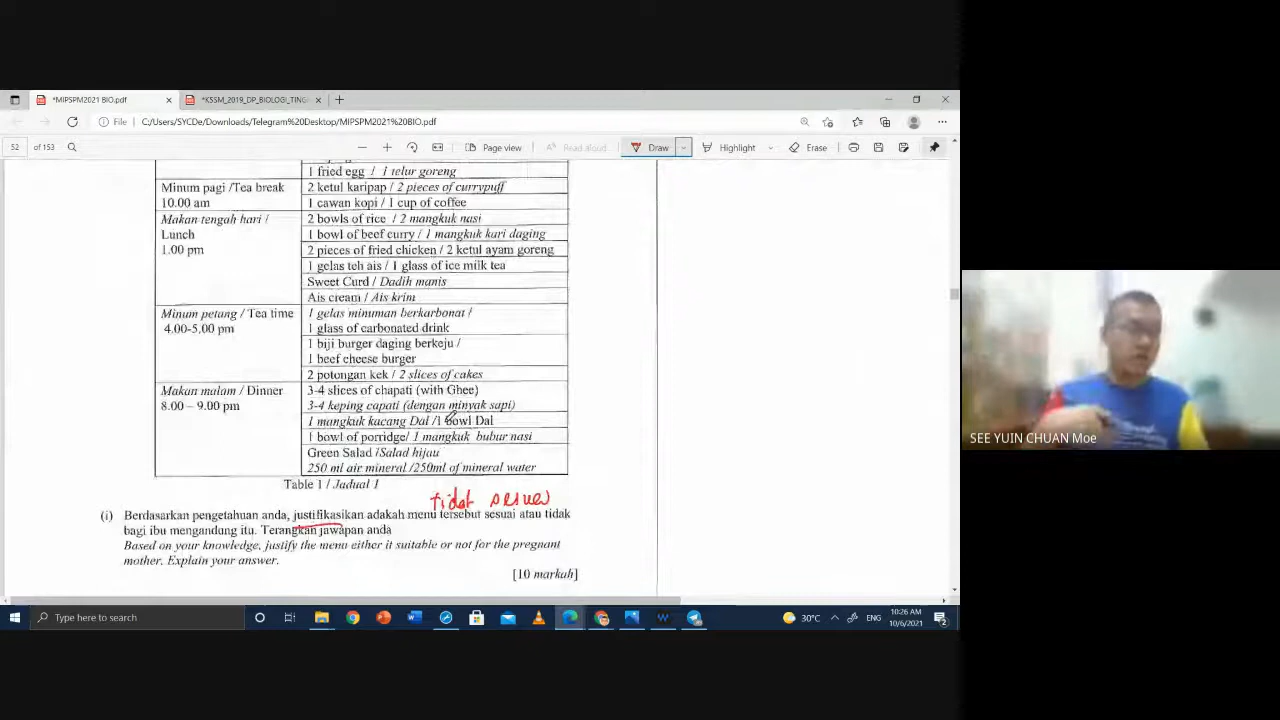 *MIPSPM2021 BIO.pdf
*KSSM_2019_DP_BIOLOGI_TING
File
C:/Users/SYCDe/Downloads/Telegram%20Desktop/MIPSPM2021%20BIO.pdf
52 of 153
Page view
Read aloud
Draw
Highlight
Erase
1 fried egg / 1 telur goreng
Minum pagi /Tea break
10.00 am
2 ketul karipap / 2 pieces of currypuff
1 cawan kopi / 1 cup of coffee
Makan tengah hari /
Lunch
1.00 pm
2 bowls of rice / 2 mangkuk nasi
1 bowl of beef curry / 1 mangkuk kari daging
2 pieces of fried chicken / 2 ketul ayam goreng
1 gelas teh ais / 1 glass of ice milk tea
Sweet Curd / Dadih manis
Ais cream / Ais krim
Minum petang / Tea time
4.00-5.00 pm
1 gelas minuman berkarbonat /
1 glass of carbonated drink
1 biji burger daging berkeju /
1 beef cheese burger
2 potongan kek / 2 slices of cakes
Makan malam / Dinner
8.00 – 9.00 pm
3-4 slices of chapati (with Ghee)
3-4 keping capati (dengan minyak sapi)
1 mangkuk kacang Dal /1 bowl Dal
1 bowl of porridge/ 1 mangkuk bubur nasi
Green Salad /Salad hijau
250 ml air mineral /250ml of mineral water
Table 1 / Jadual 1
tidak sesuai
(i) Berdasarkan pengetahuan anda, justifikasikan adakah menu tersebut sesuai atau tidak
bagi ibu mengandung itu. Terangkan jawapan anda
Based on your knowledge, justify the menu either it suitable or not for the pregnant
mother. Explain your answer.
[10 markah]
SEE YUIN CHUAN Moe
Type here to search
30°C
ENG
10:26 AM
10/6/2021
2